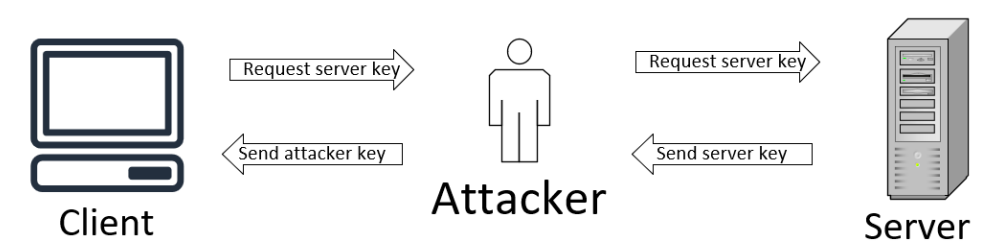 Request server key
Request server key
Send attacker key
Send server key
Client
Attacker
Server